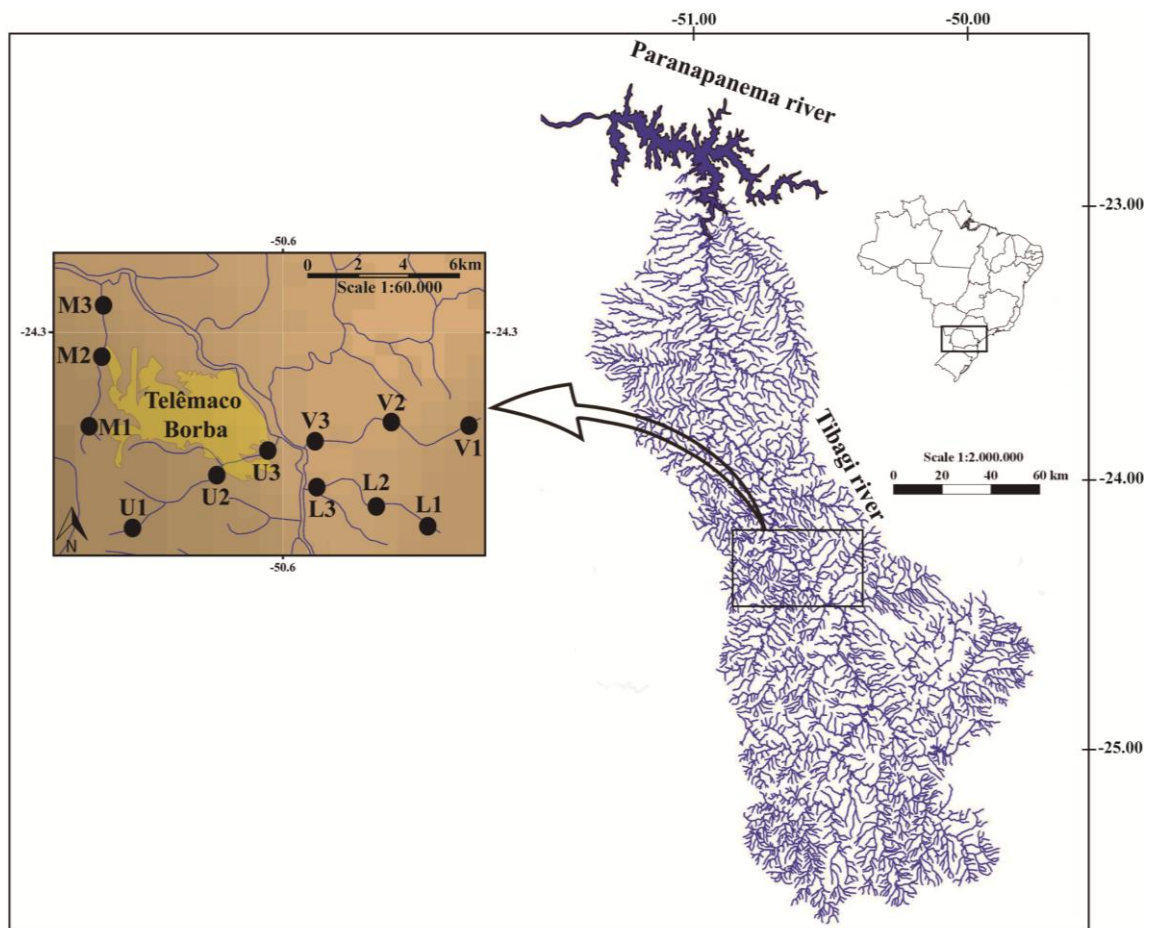 -51.00
-50.00
Paranapanema river
-23.00
-50.6
0 2 4 6km
Scale 1:60.000
M3
-24.3
-24.3
M2
Telêmaco
Borba
M1
V3
V2
V1
U3
U2
L3
L2
L1
U1
N
-50.6
Tibagi river
Scale 1:2.000.000
0 20 40 60 km
-24.00
-25.00